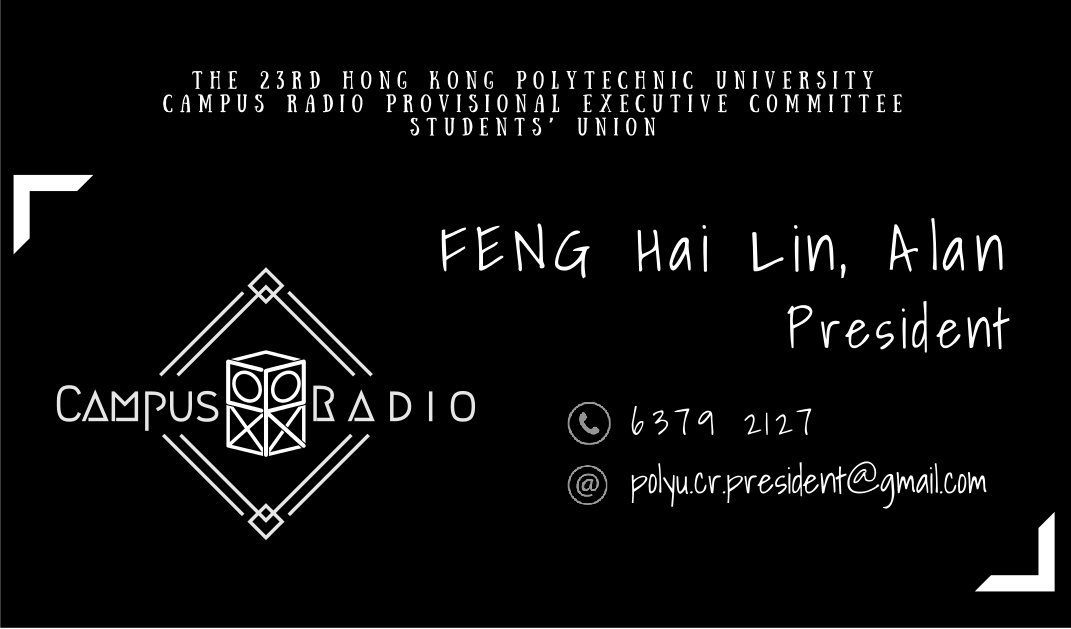 THE 23RD HONG KONG POLYTECHNIC UNIVERSITY
CAMPUS RADIO PROVISIONAL EXECUTIVE COMMITTEE
STUDENTS' UNION
FENG Hai Lin, Alan
President
CAMPUS RADIO
6379 2127
@ polyu.cr.president@gmail.com